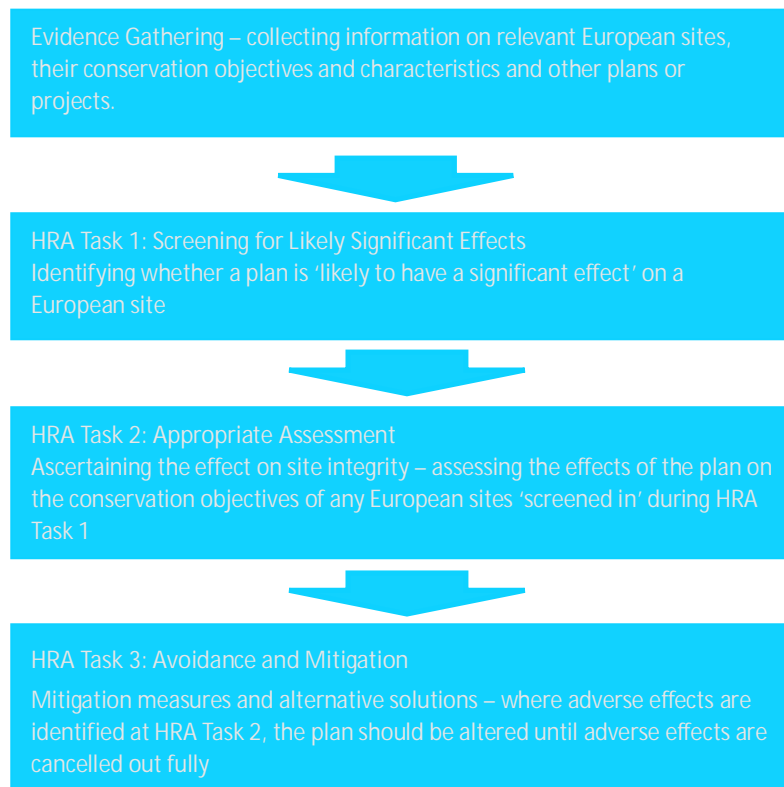 Evidence Gathering – collecting information on relevant European sites,
their conservation objectives and characteristics and other plans or
projects.
HRA Task 1: Screening for Likely Significant Effects
Identifying whether a plan is ‘likely to have a significant effect’ on a
European site
HRA Task 2: Appropriate Assessment
Ascertaining the effect on site integrity – assessing the effects of the plan on
the conservation objectives of any European sites ‘screened in’ during HRA
Task 1
HRA Task 3: Avoidance and Mitigation
Mitigation measures and alternative solutions – where adverse effects are
identified at HRA Task 2, the plan should be altered until adverse effects are
cancelled out fully